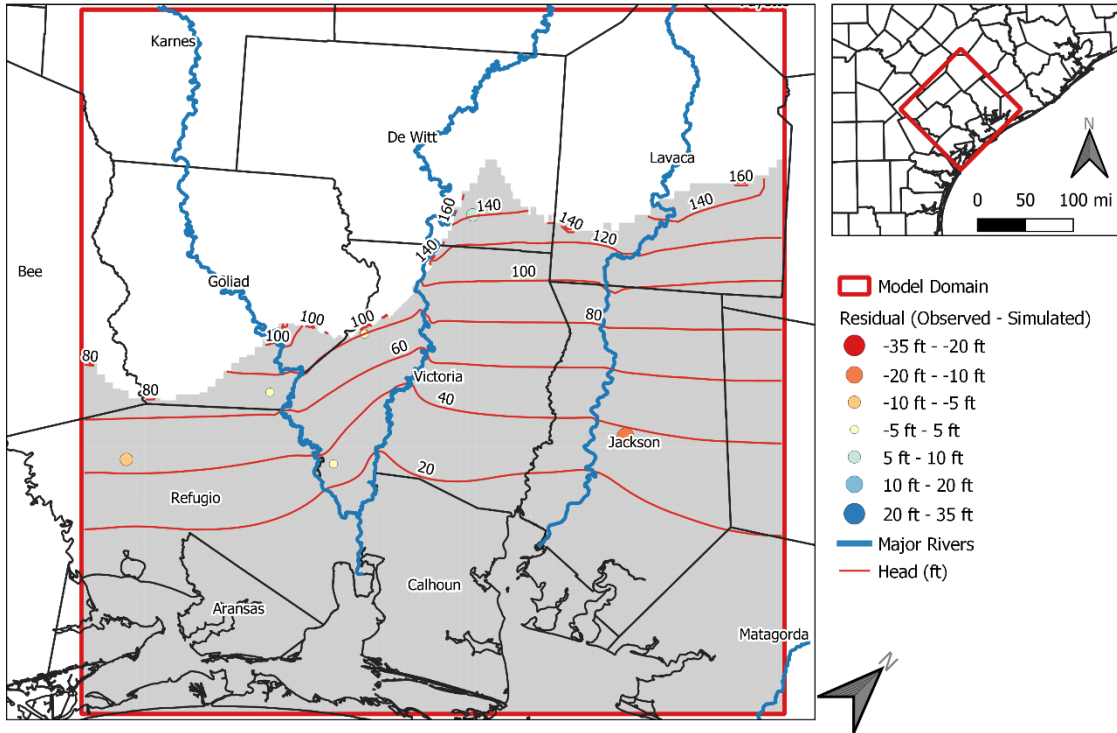 Karnes
De Witt
Lavaca
160
160
140
140
140
120
140
Bee
Goliad
100
100
100
100
80
80
60
80
Victoria
40
Jackson
20
Refugio
Calhoun
Aransas
Matagorda
N
N
0 50 100 mi
Model Domain
Residual (Observed - Simulated)
-35 ft - -20 ft
-20 ft - -10 ft
-10 ft - -5 ft
-5 ft - 5 ft
5 ft - 10 ft
10 ft - 20 ft
20 ft - 35 ft
Major Rivers
Head (ft)